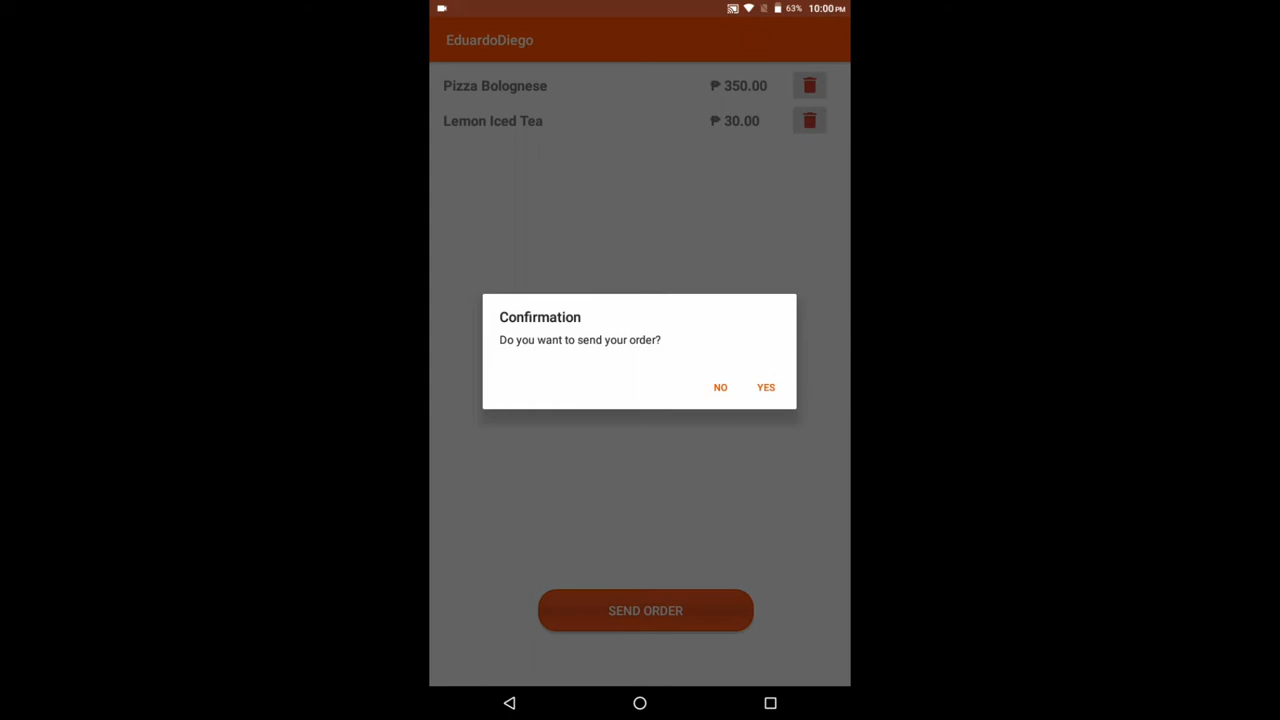 63% 10:00 PM
EduardoDiego
Pizza Bolognese ₱ 350.00
Lemon Iced Tea ₱ 30.00
Confirmation
Do you want to send your order?
NO YES
SEND ORDER